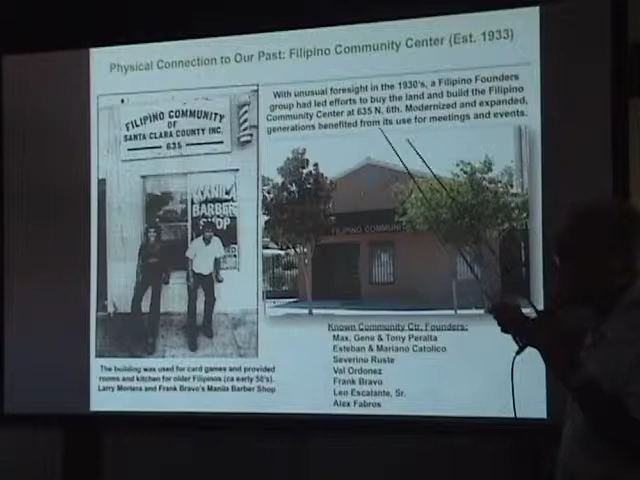 Physical Connection to Our Past: Filipino Community Center (Est. 1933)
With unusual foresight in the 1930's, a Filipino Founders
group had led efforts to buy the land and build the Filipino
Community Center at 635 N. 6th. Modernized and expanded,
generations benefited from its use for meetings and events.
FILIPINO COMMUNITY
OF
SANTA CLARA COUNTY INC.
635
MANILA
BARBER
SHOP
FILIPINO COMMUNITY
The building was used for card games and provided
rooms and kitchen for older Filipinos (ca early 50's).
Larry Mortera and Frank Bravo's Manila Barber Shop
Known Community Ctr. Founders:
Max, Gene & Tony Peralta
Esteban & Mariano Catolico
Severino Ruste
Val Ordonez
Frank Bravo
Leo Escalante, Sr.
Alex Fabros